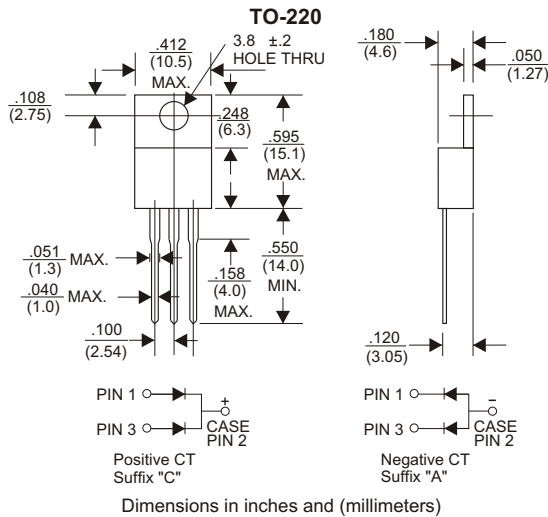 TO-220
.412
(10.5)
MAX.
3.8 ±.2
HOLE THRU
.180
(4.6)
.050
(1.27)
.108
(2.75)
.248
(6.3)
.595
(15.1)
MAX.
.051
(1.3)
MAX.
.040
(1.0)
MAX.
.158
(4.0)
MAX.
.550
(14.0)
MIN.
.100
(2.54)
.120
(3.05)
PIN 1
+
PIN 3
CASE
PIN 2
Positive CT
Suffix "C"
PIN 1
–
PIN 3
CASE
PIN 2
Negative CT
Suffix "A"
Dimensions in inches and (millimeters)